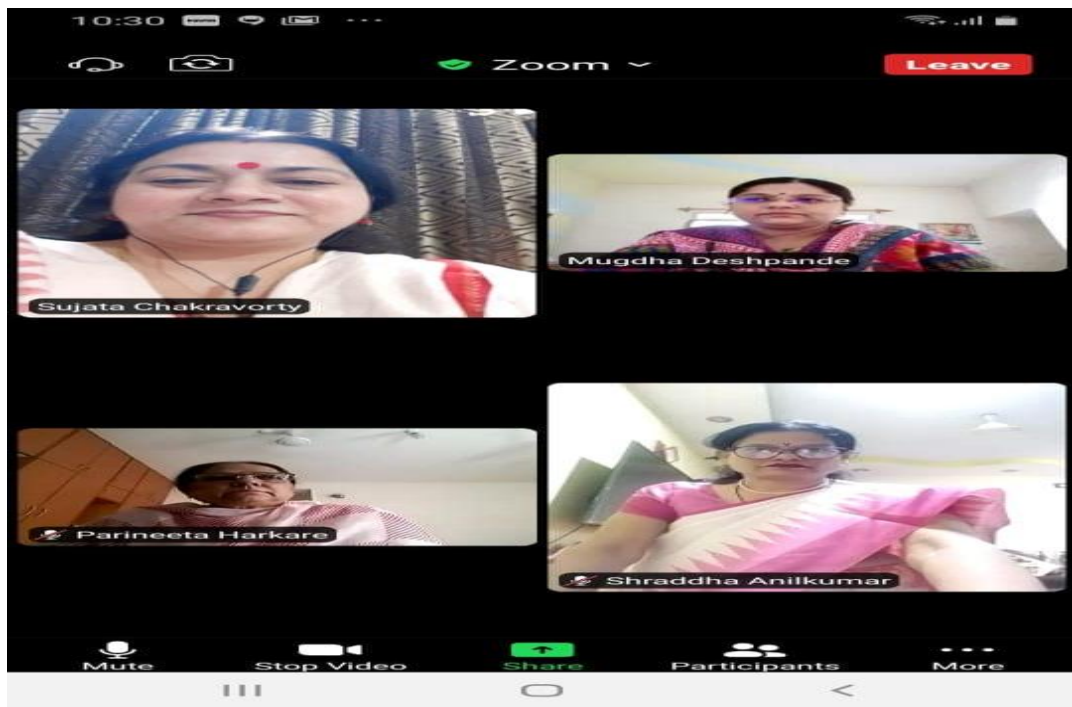 10:30
Zoom
Leave
Sujata Chakravorty
Mugdha Deshpande
Parineeta Harkare
Shraddha Anilkumar
Mute
Stop Video
Share
Participants
More